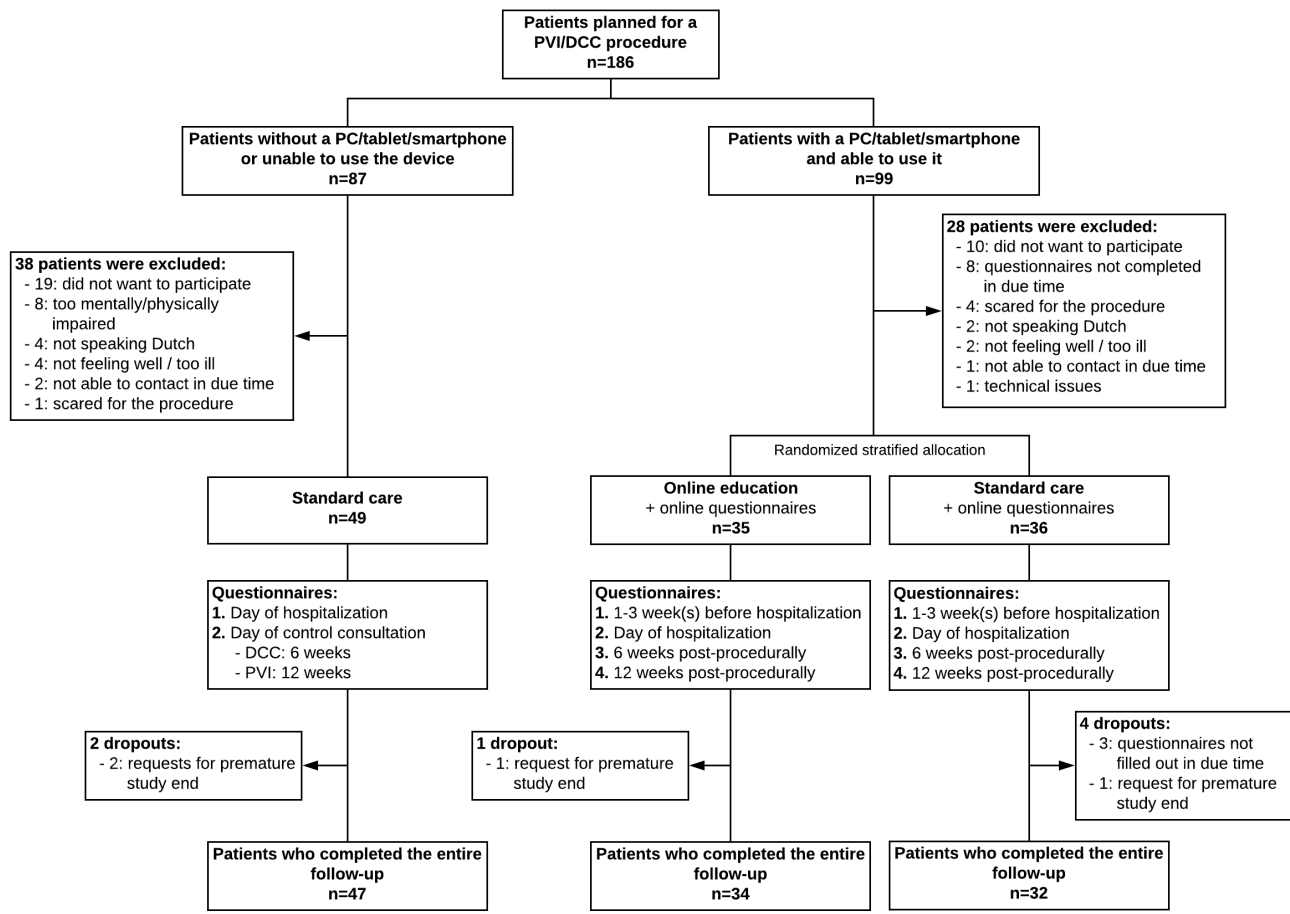 Patients planned for a
PVI/DCC procedure
n=186
Patients without a PC/tablet/smartphone
or unable to use the device
n=87
Patients with a PC/tablet/smartphone
and able to use it
n=99
38 patients were excluded:
- 19: did not want to participate
- 8: too mentally/physically
impaired
- 4: not speaking Dutch
- 4: not feeling well / too ill
- 2: not able to contact in due time
- 1: scared for the procedure
28 patients were excluded:
- 10: did not want to participate
- 8: questionnaires not completed
in due time
- 4: scared for the procedure
- 2: not speaking Dutch
- 2: not feeling well / too ill
- 1: not able to contact in due time
- 1: technical issues
Randomized stratified allocation
Standard care
n=49
Online education
+ online questionnaires
n=35
Standard care
+ online questionnaires
n=36
Questionnaires:
1. Day of hospitalization
2. Day of control consultation
- DCC: 6 weeks
- PVI: 12 weeks
Questionnaires:
1. 1-3 week(s) before hospitalization
2. Day of hospitalization
3. 6 weeks post-procedurally
4. 12 weeks post-procedurally
Questionnaires:
1. 1-3 week(s) before hospitalization
2. Day of hospitalization
3. 6 weeks post-procedurally
4. 12 weeks post-procedurally
2 dropouts:
- 2: requests for premature
study end
1 dropout:
- 1: request for premature
study end
4 dropouts:
- 3: questionnaires not
filled out in due time
- 1: request for premature
study end
Patients who completed the entire
follow-up
n=47
Patients who completed the entire
follow-up
n=34
Patients who completed the entire
follow-up
n=32